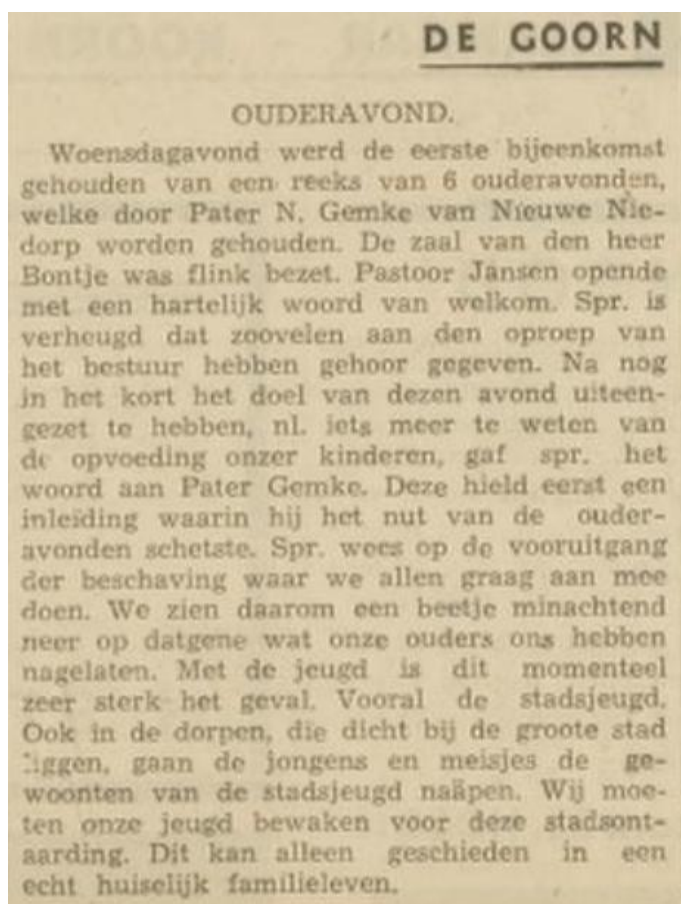 DE GOORN
OUDERAVOND.
Woensdagavond werd de eerste bijeenkomst
gehouden van een reeks van 6 ouderavonden,
welke door Pater N. Gemke van Nieuwe Nie-
dorp worden gehouden. De zaal van den heer
Bontje was flink bezet. Pastoor Jansen opende
met een hartelijk woord van welkom. Spr. is
verheugd dat zoovelen aan den oproep van
het bestuur hebben gehoor gegeven. Na nog
in het kort het doel van dezen avond uiteen-
gezet te hebben, nl. iets meer te weten van
de opvoeding onzer kinderen, gaf spr. het
woord aan Pater Gemke. Deze hield eerst een
inleiding waarin hij het nut van de ouder-
avonden schetste. Spr. wees op de vooruitgang
der beschaving waar we allen graag aan mee
doen. We zien daarom een beetje minachtend
neer op datgene wat onze ouders ons hebben
nagelaten. Met de jeugd is dit momenteel
zeer sterk het geval. Vooral de stadsjeugd.
Ook in de dorpen, die dicht bij de groote stad
liggen, gaan de jongens en meisjes de ge-
woonten van de stadsjeugd naäpen. Wij moe-
ten onze jeugd bewaken voor deze stadsont-
aarding. Dit kan alleen geschieden in een
echt huiselijk familieleven.